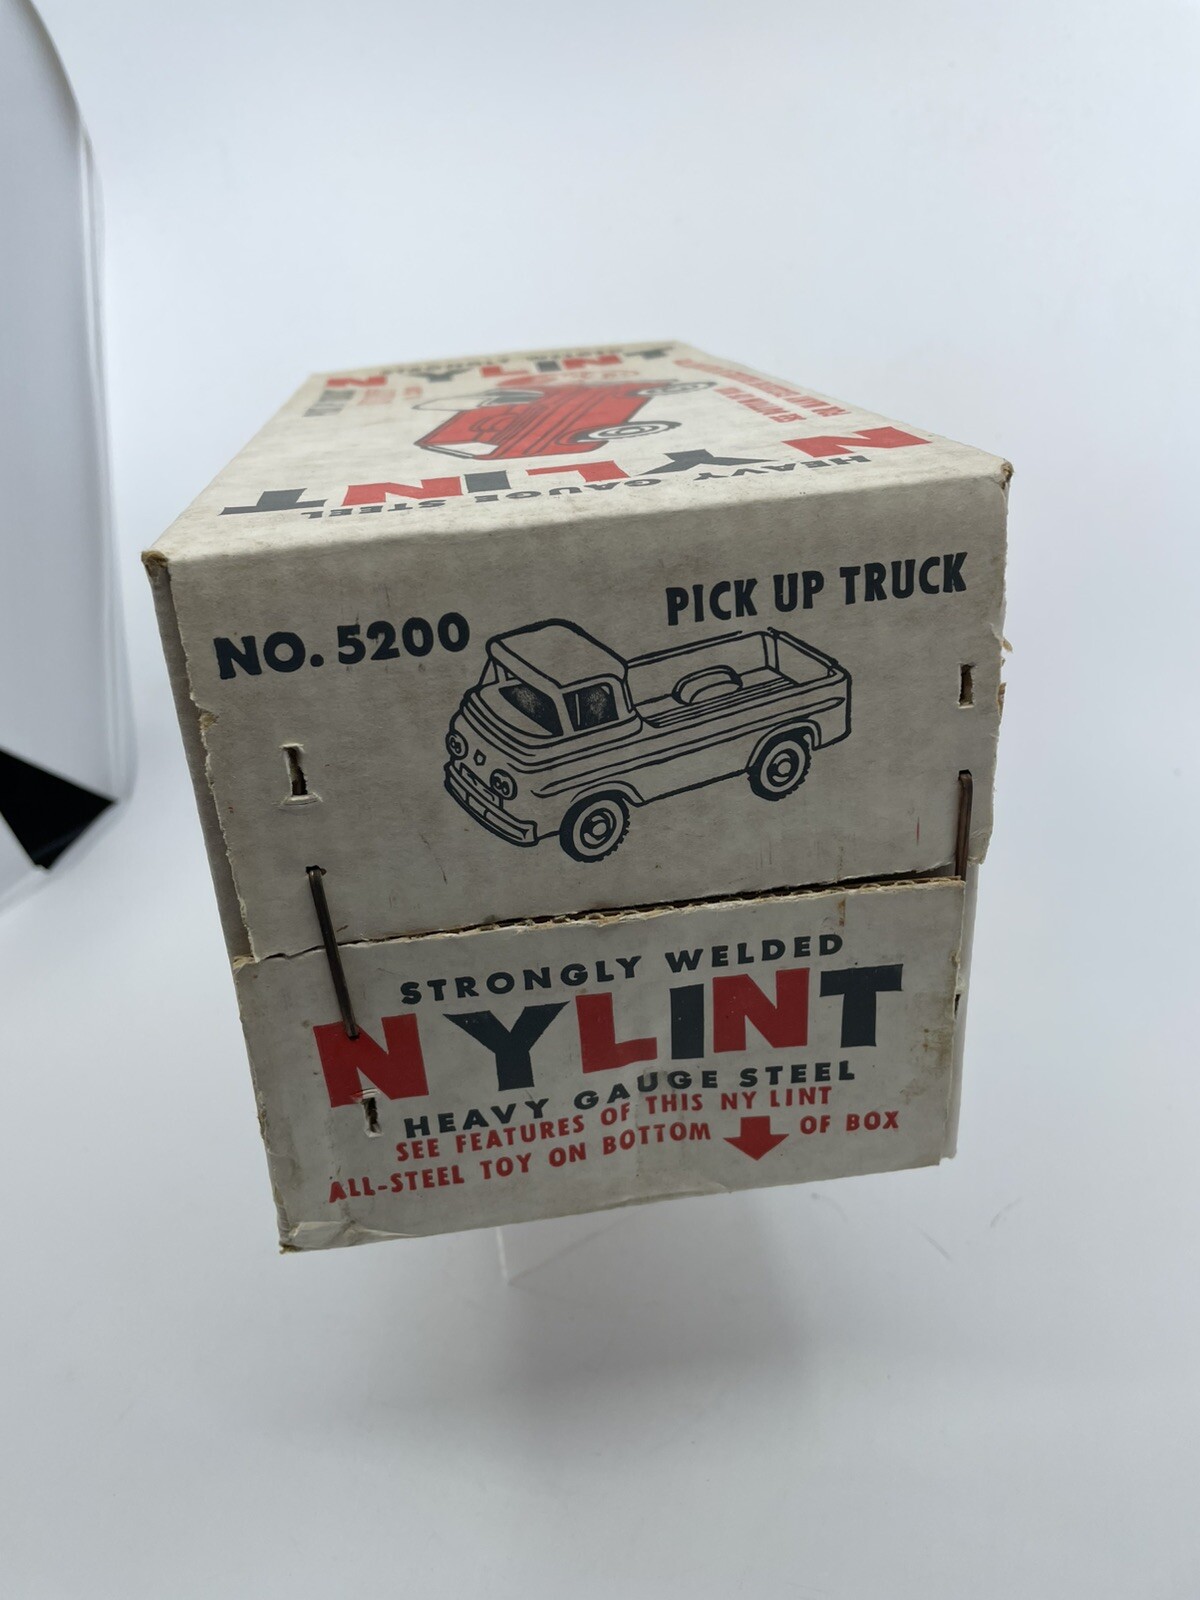 NYLINT
HEAVY GAUGE STEEL
NYLINT
NO. 5200
PICK UP TRUCK
STRONGLY WELDED
NYLINT
HEAVY GAUGE STEEL
SEE FEATURES OF THIS NY LINT
ALL-STEEL TOY ON BOTTOM OF BOX